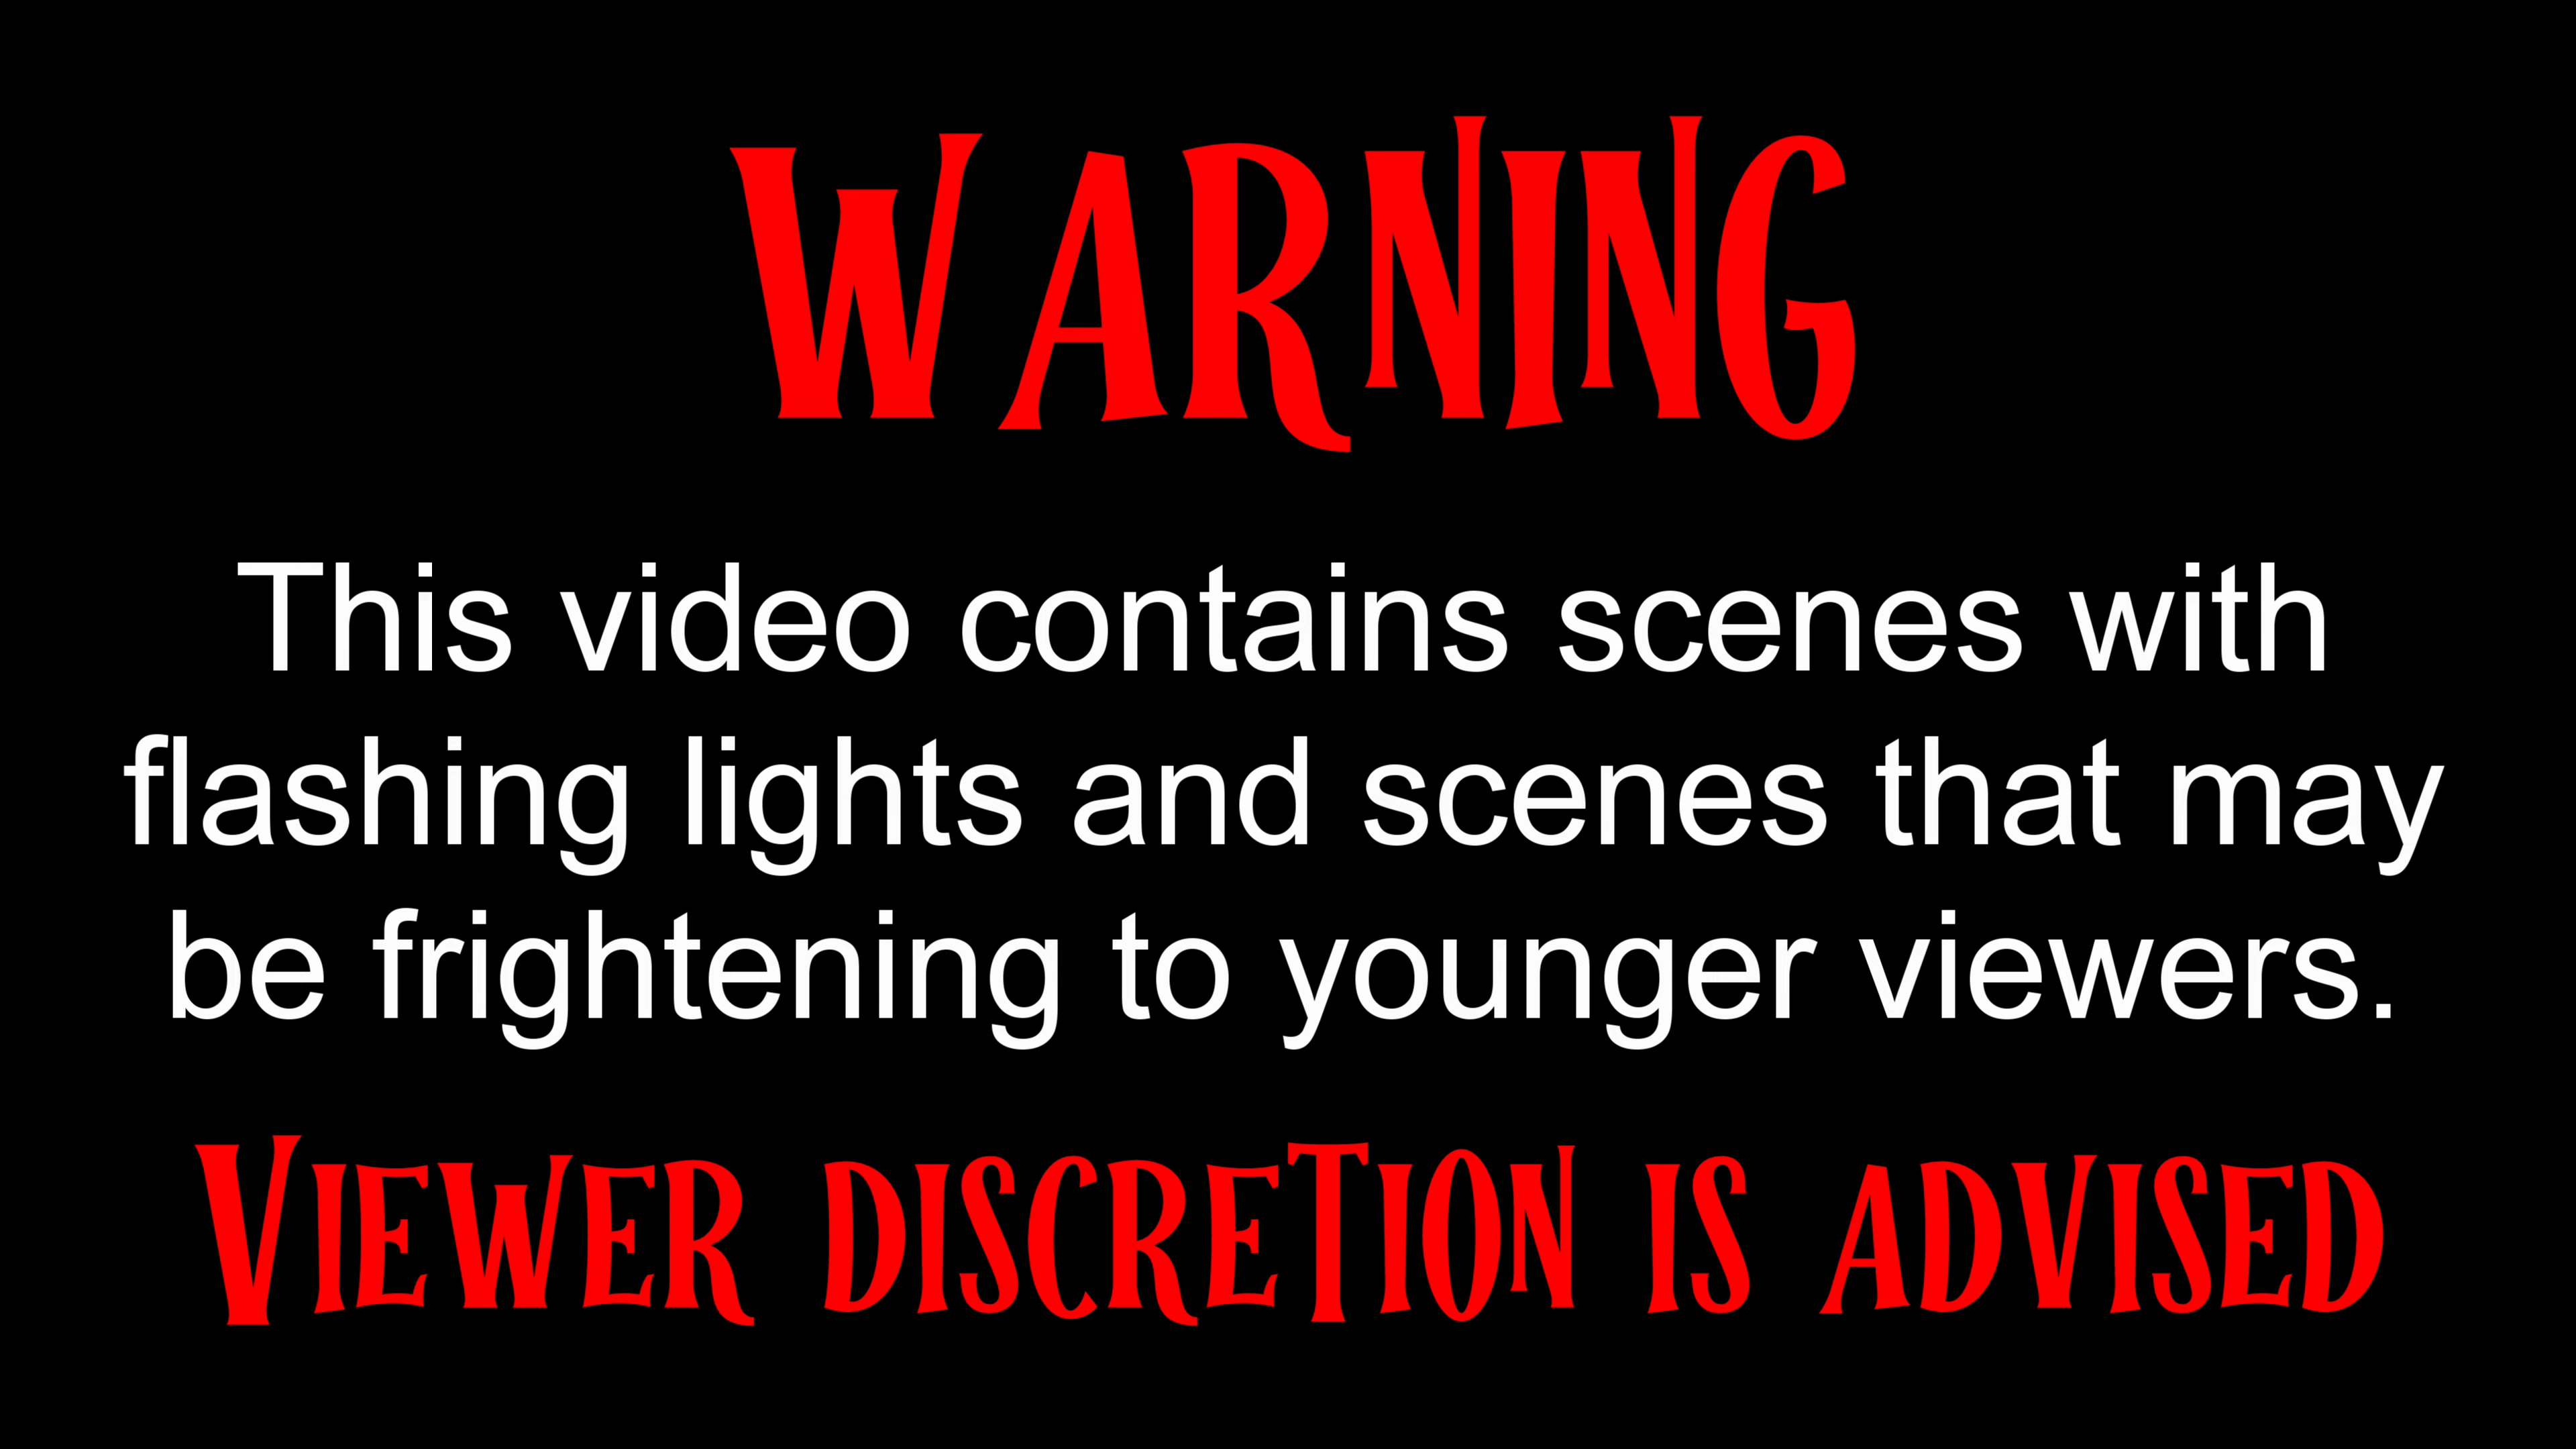 WARNING
This video contains scenes with
flashing lights and scenes that may
be frightening to younger viewers.
VIEWER DISCRETION IS ADVISED